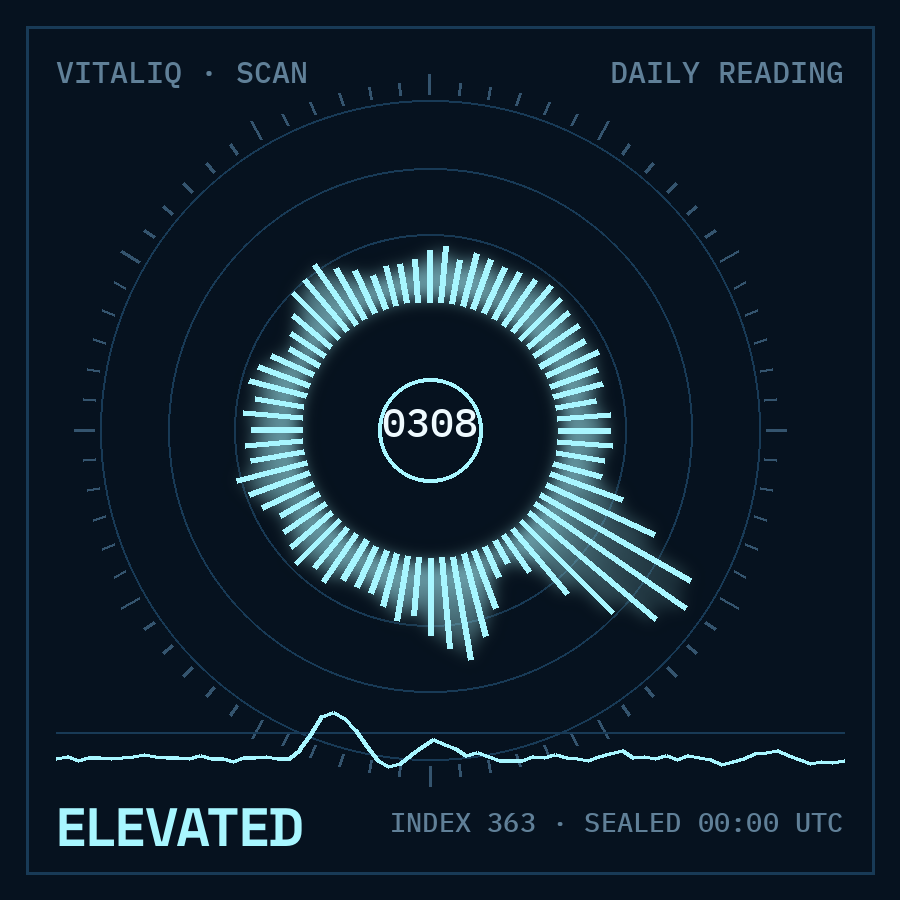 VITALIQ · SCAN
DAILY READING
0308
ELEVATED
INDEX 363 · SEALED 00:00 UTC